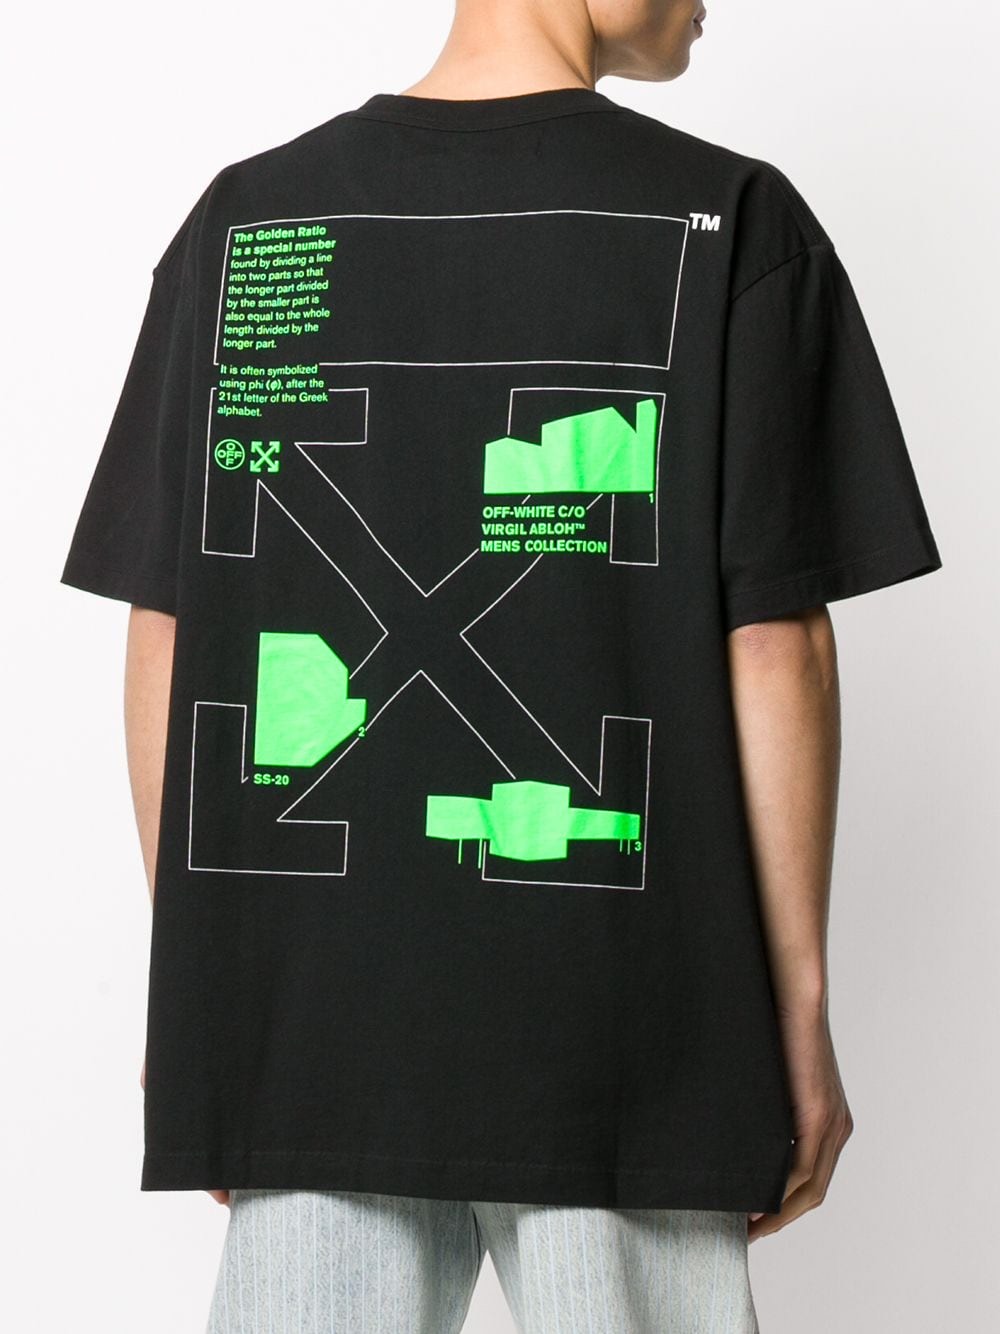 TM
The Golden Ratio
is a special number
found by dividing a line
into two parts so that
the longer part divided
by the smaller part is
also equal to the whole
length divided by the
longer part.
It is often symbolized
using phi (φ), after the
21st letter of the Greek
alphabet.
OFF
OFF
1
OFF-WHITE C/O
VIRGIL ABLOH™
MENS COLLECTION
2
SS-20
3